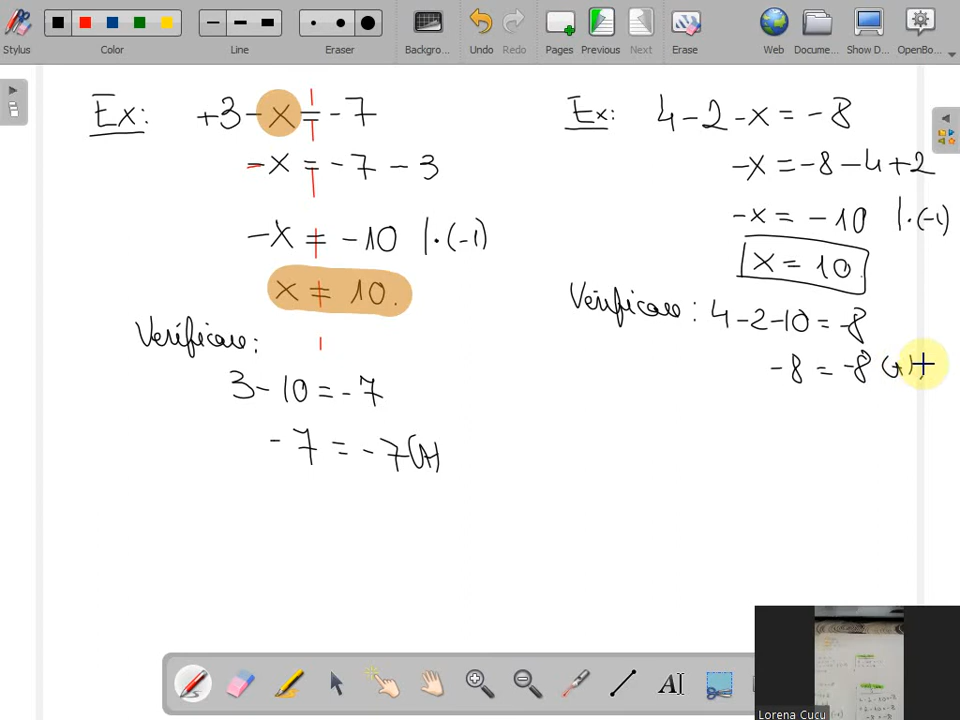 Stylus Color Line Eraser Backgro... Undo Redo Pages Previous Next Erase Web Docume... Show D... OpenBo...
Ex: +3 - x = -7
-x = -7 - 3
-x = -10 |·(-1)
x = 10.
Verificare:
3 - 10 = -7
-7 = -7(A)
Ex: 4 - 2 - x = -8
-x = -8 - 4 + 2
-x = -10 |·(-1)
x = 10
Verificare: 4 - 2 - 10 = -8
-8 = -8
Lorena Cucu